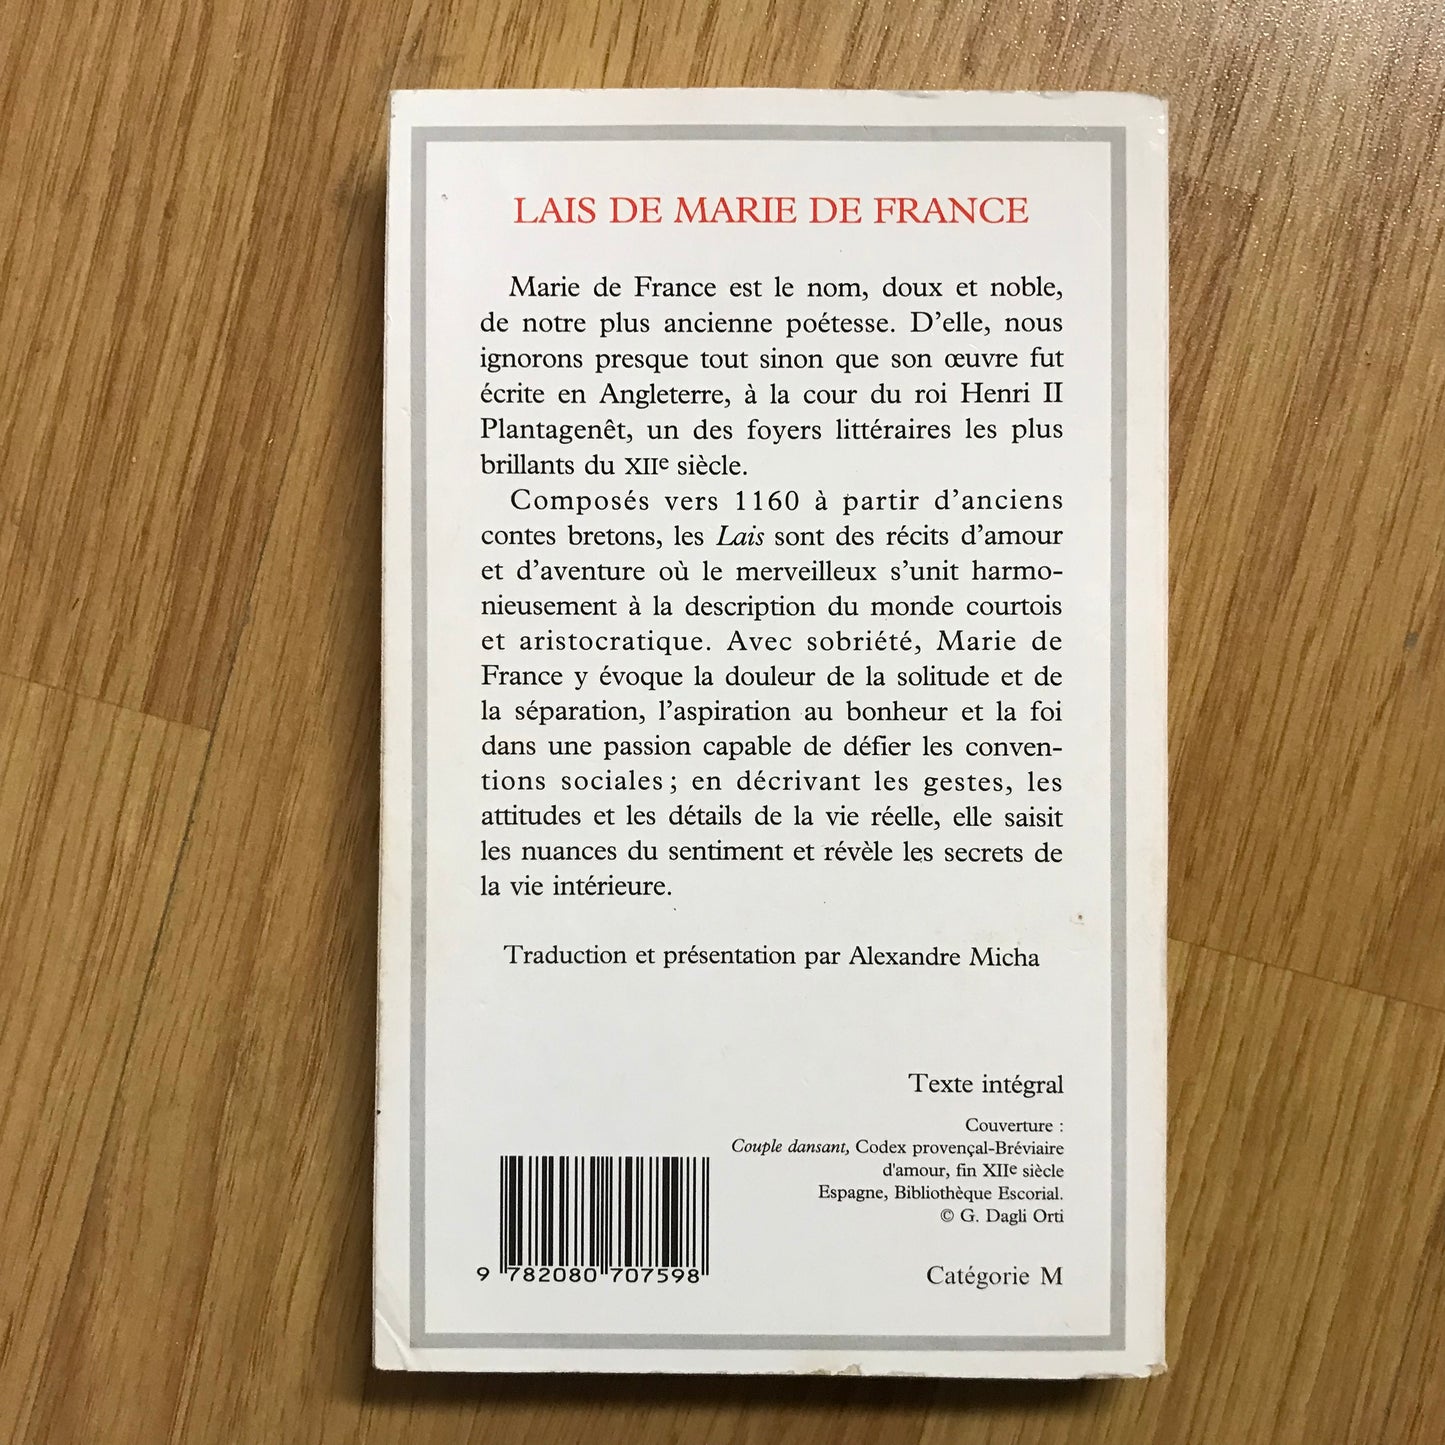 LAIS DE MARIE DE FRANCE
Marie de France est le nom, doux et noble,
de notre plus ancienne poétesse. D'elle, nous
ignorons presque tout sinon que son œuvre fut
écrite en Angleterre, à la cour du roi Henri II
Plantagenêt, un des foyers littéraires les plus
brillants du XIIe siècle.
Composés vers 1160 à partir d'anciens
contes bretons, les Lais sont des récits d'amour
et d'aventure où le merveilleux s'unit harmo-
nieusement à la description du monde courtois
et aristocratique. Avec sobriété, Marie de
France y évoque la douleur de la solitude et de
la séparation, l'aspiration au bonheur et la foi
dans une passion capable de défier les conven-
tions sociales ; en décrivant les gestes, les
attitudes et les détails de la vie réelle, elle saisit
les nuances du sentiment et révèle les secrets de
la vie intérieure.
Traduction et présentation par Alexandre Micha
Texte intégral
Couverture :
Couple dansant, Codex provençal-Bréviaire
d'amour, fin XIIe siècle
Espagne, Bibliothèque Escorial.
© G. Dagli Orti
9 782080 707598
Catégorie M